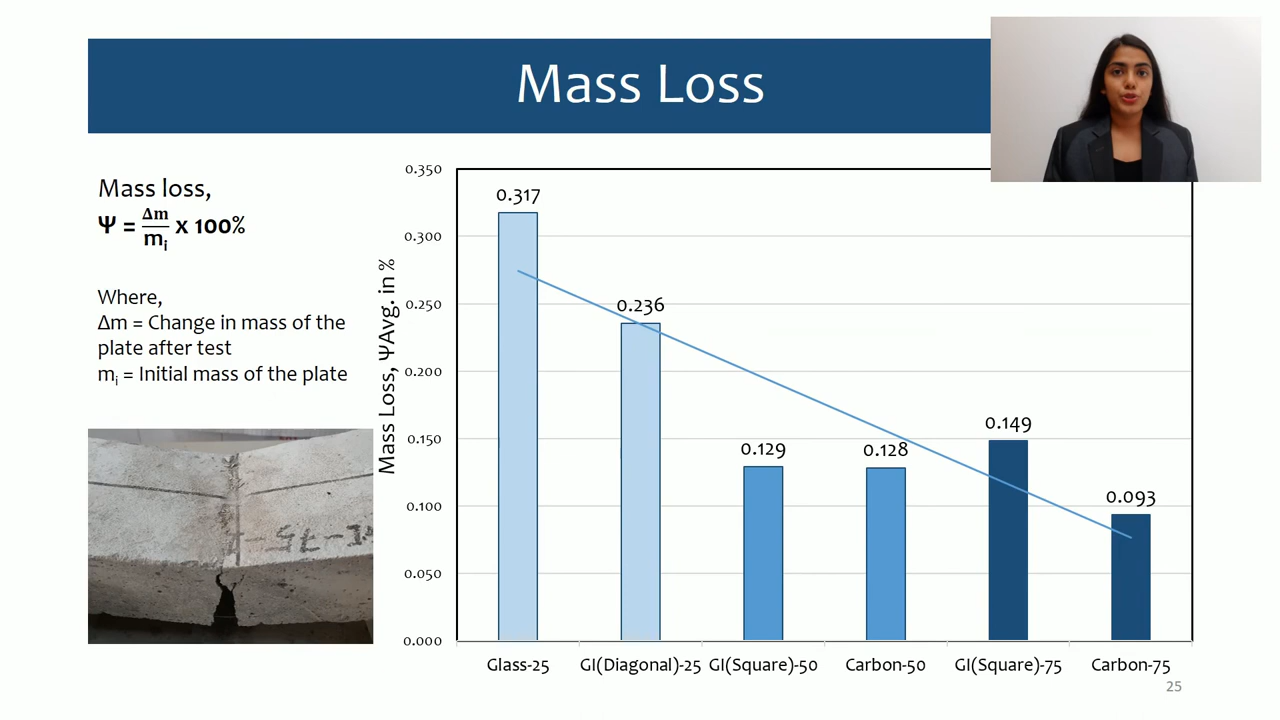 Mass Loss
Mass loss,
Ψ = Δm/mi x 100%
Where,
Δm = Change in mass of the
plate after test
mi = Initial mass of the plate
Mass Loss, ΨAvg. in %
0.350
0.300
0.250
0.200
0.150
0.100
0.050
0.000
0.317
0.236
0.129
0.128
0.149
0.093
Glass-25
GI(Diagonal)-25
GI(Square)-50
Carbon-50
GI(Square)-75
Carbon-75
25